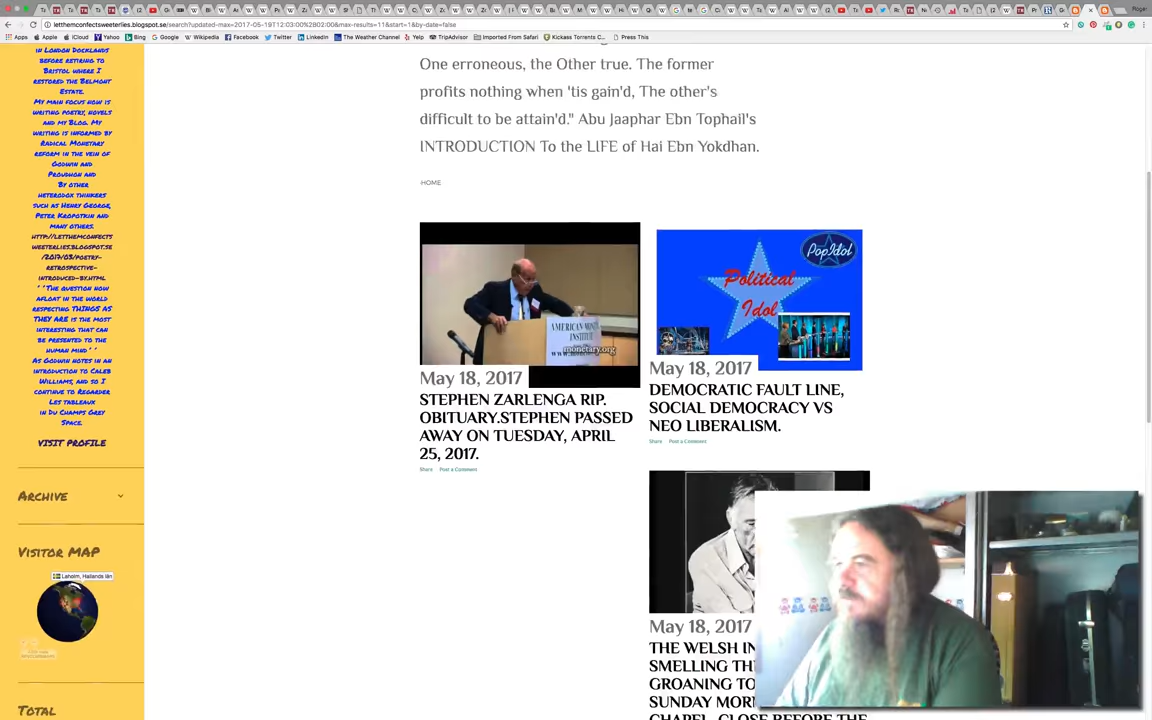 Roger
letthemconfectsweeterlies.blogspot.se/search?updated-max=2017-05-19T12:03:00%2B02:00&max-results=11&start=1&by-date=false
Apps Apple iCloud Yahoo Bing Google Wikipedia Facebook Twitter LinkedIn The Weather Channel Yelp TripAdvisor Imported From Safari Kickass Torrents C... Press This
in London Docklands
before retiring to
Bristol where I
restored the Belmont
Estate.
My main focus now is
writing poetry, novels
and my Blog. My
writing is informed by
Radical Monetary
reform in the vein of
Godwin and
Proudhon and
By other
heterodox thinkers
such as Henry George,
Peter Kropotkin and
many others.
http://letthemconfects
weeterlies.blogspot.se
/2017/03/poetry-
retrospective-
introduced-by.html
''The question now
afloat in the world
respecting THINGS AS
THEY ARE is the most
interesting that can
be presented to the
human mind''
As Godwin notes in an
introduction to Caleb
Williams, and so I
continue to Regarder
Les tableaux
in Du Champs Grey
Space.
VISIT PROFILE
Archive
Visitor MAP
Laholm, Hallands län
Total
One erroneous, the Other true. The former
profits nothing when 'tis gain'd, The other's
difficult to be attain'd." Abu Jaaphar Ebn Tophail's
INTRODUCTION To the LIFE of Hai Ebn Yokdhan.
HOME
AMERICAN MONETARY
INSTITUTE
monetary.org
May 18, 2017
STEPHEN ZARLENGA RIP.
OBITUARY.STEPHEN PASSED
AWAY ON TUESDAY, APRIL
25, 2017.
Share Post a Comment
PopIdol
Political
Idol
May 18, 2017
DEMOCRATIC FAULT LINE,
SOCIAL DEMOCRACY VS
NEO LIBERALISM.
Share Post a Comment
May 18, 2017
THE WELSH IN
SMELLING TH
GROANING TO
SUNDAY MOR
CHAPEL, CLOSE BEFORE THE